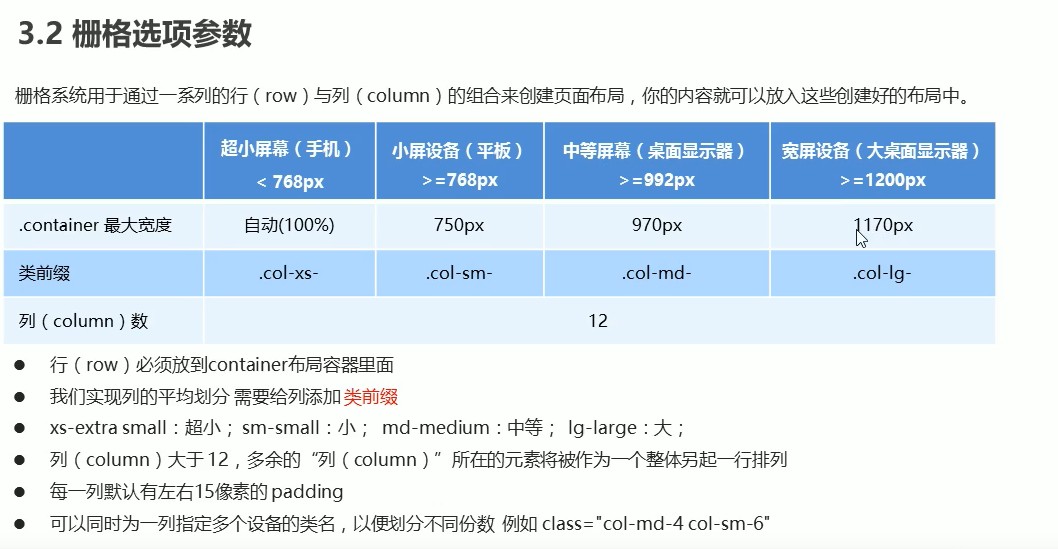 3.2 栅格选项参数
栅格系统用于通过一系列的行（row）与列（column）的组合来创建页面布局，你的内容就可以放入这些创建好的布局中。
超小屏幕（手机） 小屏设备（平板） 中等屏幕（桌面显示器） 宽屏设备（大桌面显示器）
< 768px >=768px >=992px >=1200px
.container 最大宽度 自动(100%) 750px 970px 1170px
类前缀 .col-xs- .col-sm- .col-md- .col-lg-
列（column）数 12
● 行（row）必须放到container布局容器里面
● 我们实现列的平均划分 需要给列添加 类前缀
● xs-extra small：超小； sm-small：小； md-medium：中等； lg-large：大；
● 列（column）大于 12，多余的“列（column）”所在的元素将被作为一个整体另起一行排列
● 每一列默认有左右15像素的 padding
● 可以同时为一列指定多个设备的类名，以便划分不同份数 例如 class="col-md-4 col-sm-6"